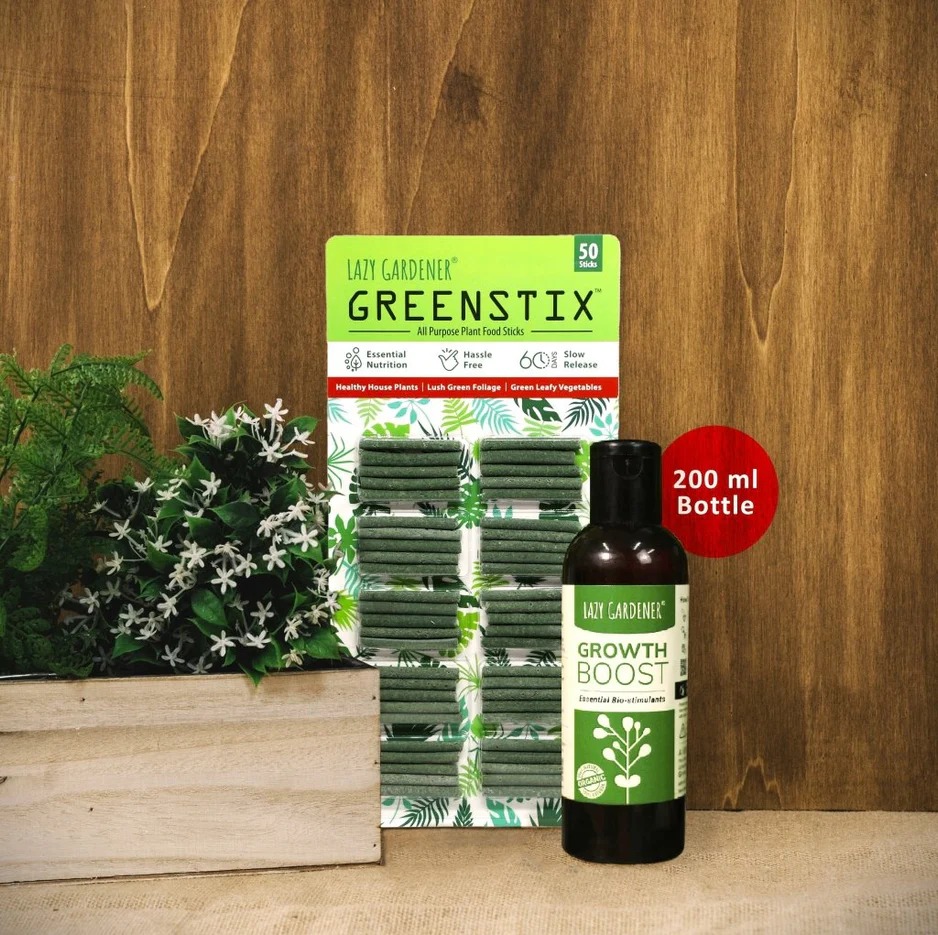 50
Sticks
LAZY GARDENER®
GREENSTIX™
All Purpose Plant Food Sticks
Essential
Nutrition
Hassle
Free
60 DAYS
Slow
Release
Healthy House Plants | Lush Green Foliage | Green Leafy Vegetables
200 ml
Bottle
LAZY GARDENER®
GROWTH
BOOST
Essential Bio-stimulants
ORGANIC